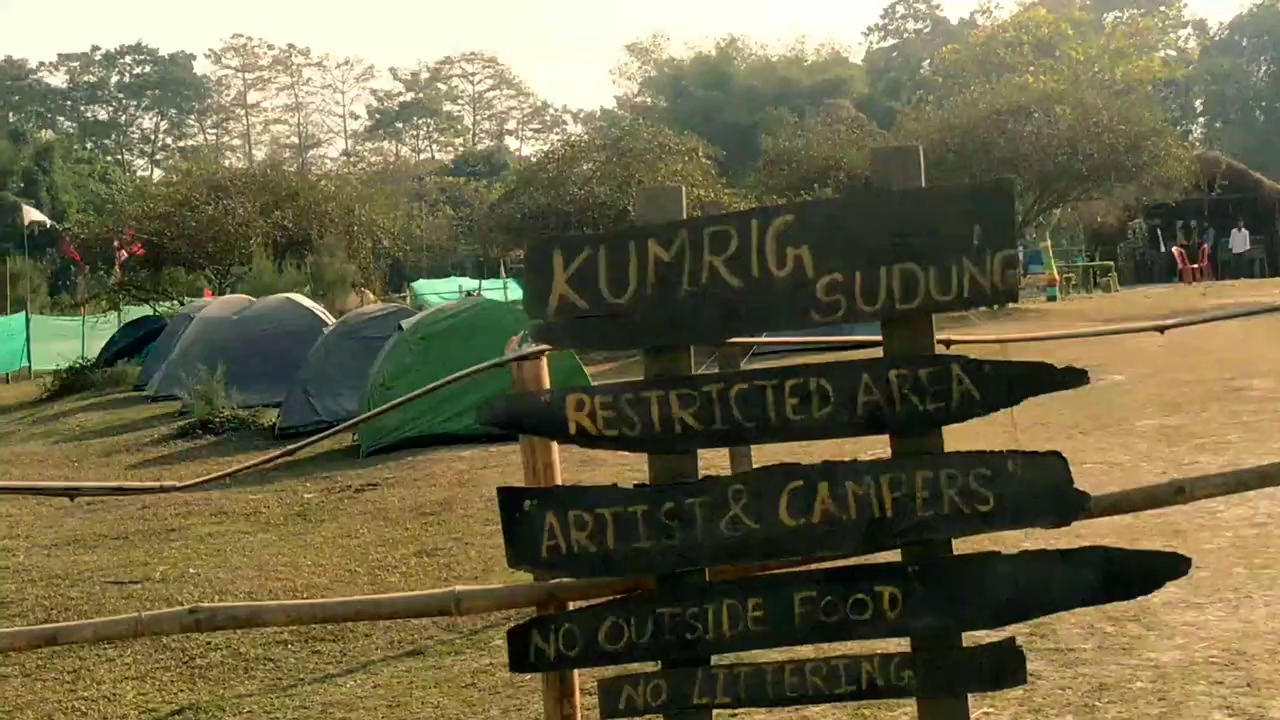 KUMRIG
SUDUNG
RESTRICTED AREA
"ARTIST & CAMPERS"
NO OUTSIDE FOOD
NO LITTERING